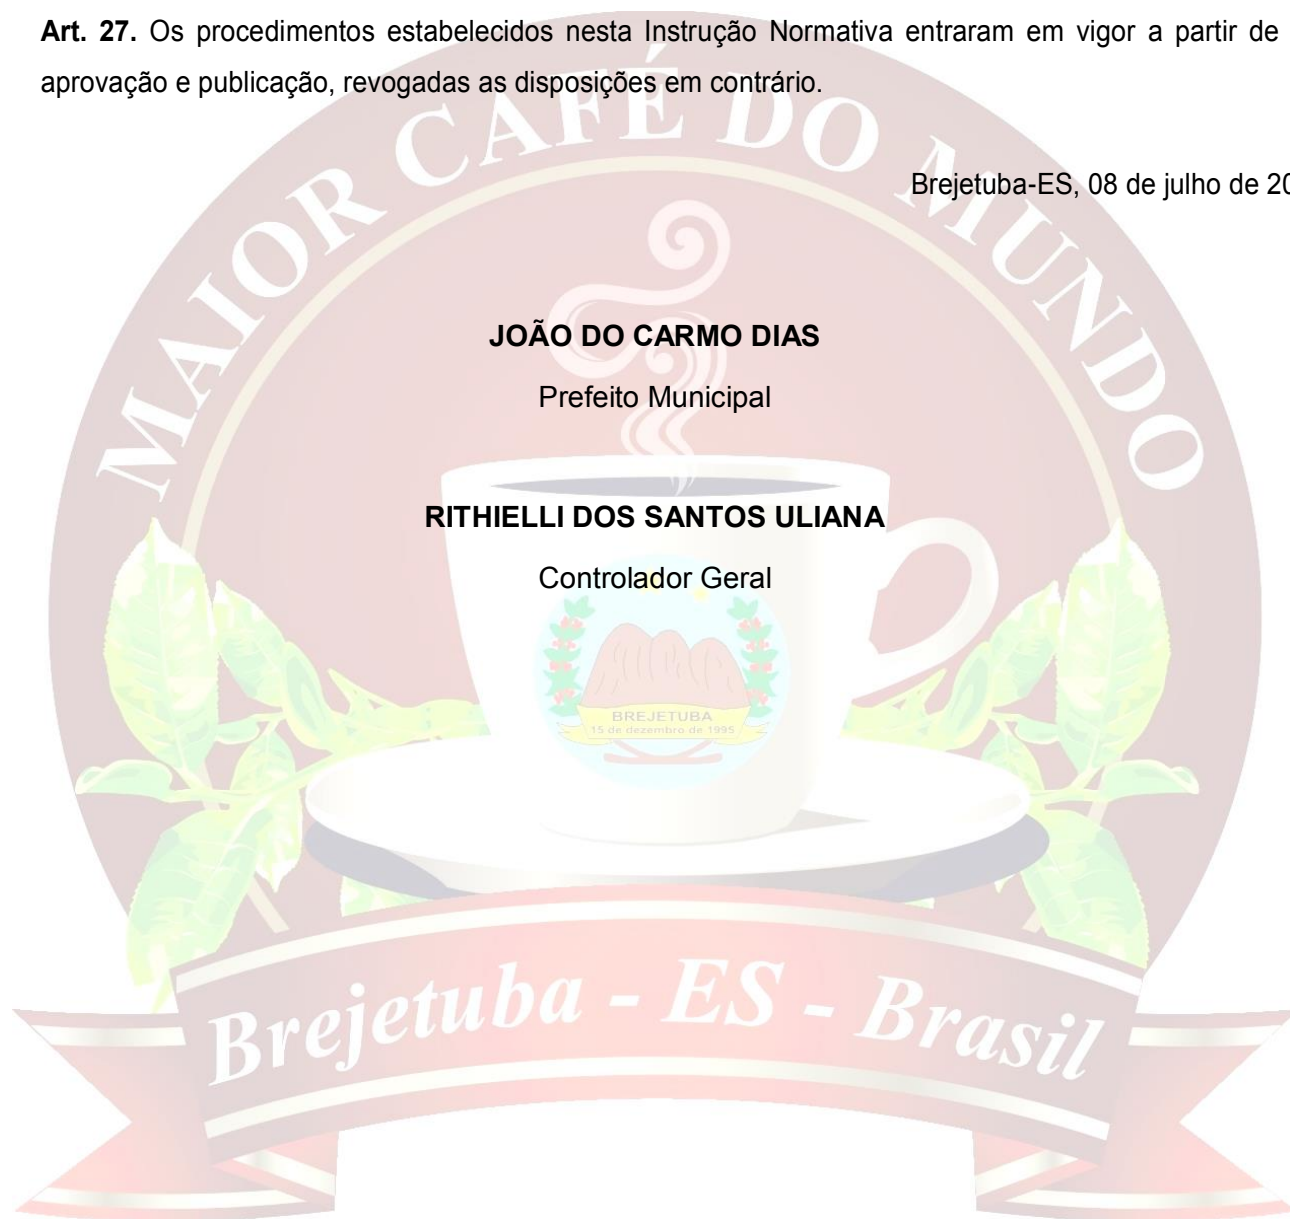 Art. 27. Os procedimentos estabelecidos nesta Instrução Normativa entraram em vigor a partir de
aprovação e publicação, revogadas as disposições em contrário.
MAIOR CAFÉ DO MUNDO
Brejetuba-ES, 08 de julho de 20
JOÃO DO CARMO DIAS
Prefeito Municipal
RITHIELLI DOS SANTOS ULIANA
Controlador Geral
BREJETUBA
15 de dezembro de 1995
Brejetuba - ES - Brasil